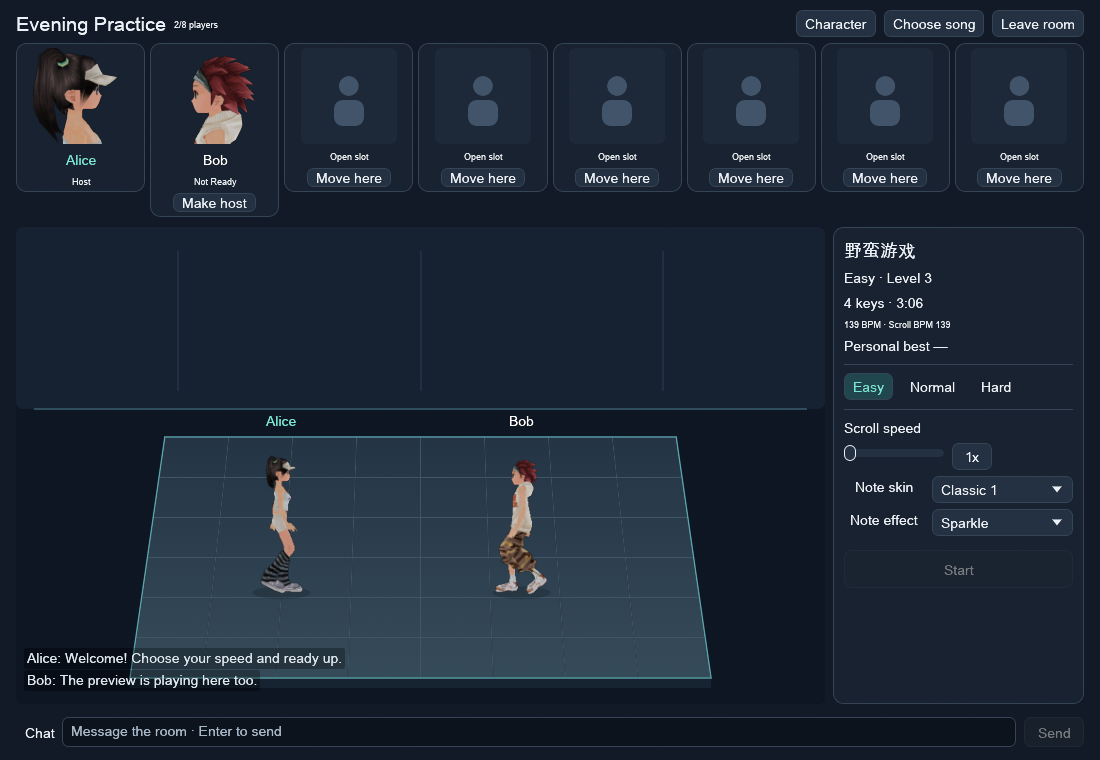 Evening Practice 2/8 players
Character
Choose song
Leave room
Alice
Host
Bob
Not Ready
Make host
Open slot
Move here
Open slot
Move here
Open slot
Move here
Open slot
Move here
Open slot
Move here
Open slot
Move here
野蛮游戏
Easy · Level 3
4 keys · 3:06
139 BPM · Scroll BPM 139
Personal best —
Easy Normal Hard
Scroll speed
1x
Note skin Classic 1
Note effect Sparkle
Start
Alice
Bob
Alice: Welcome! Choose your speed and ready up.
Bob: The preview is playing here too.
Chat Message the room · Enter to send Send